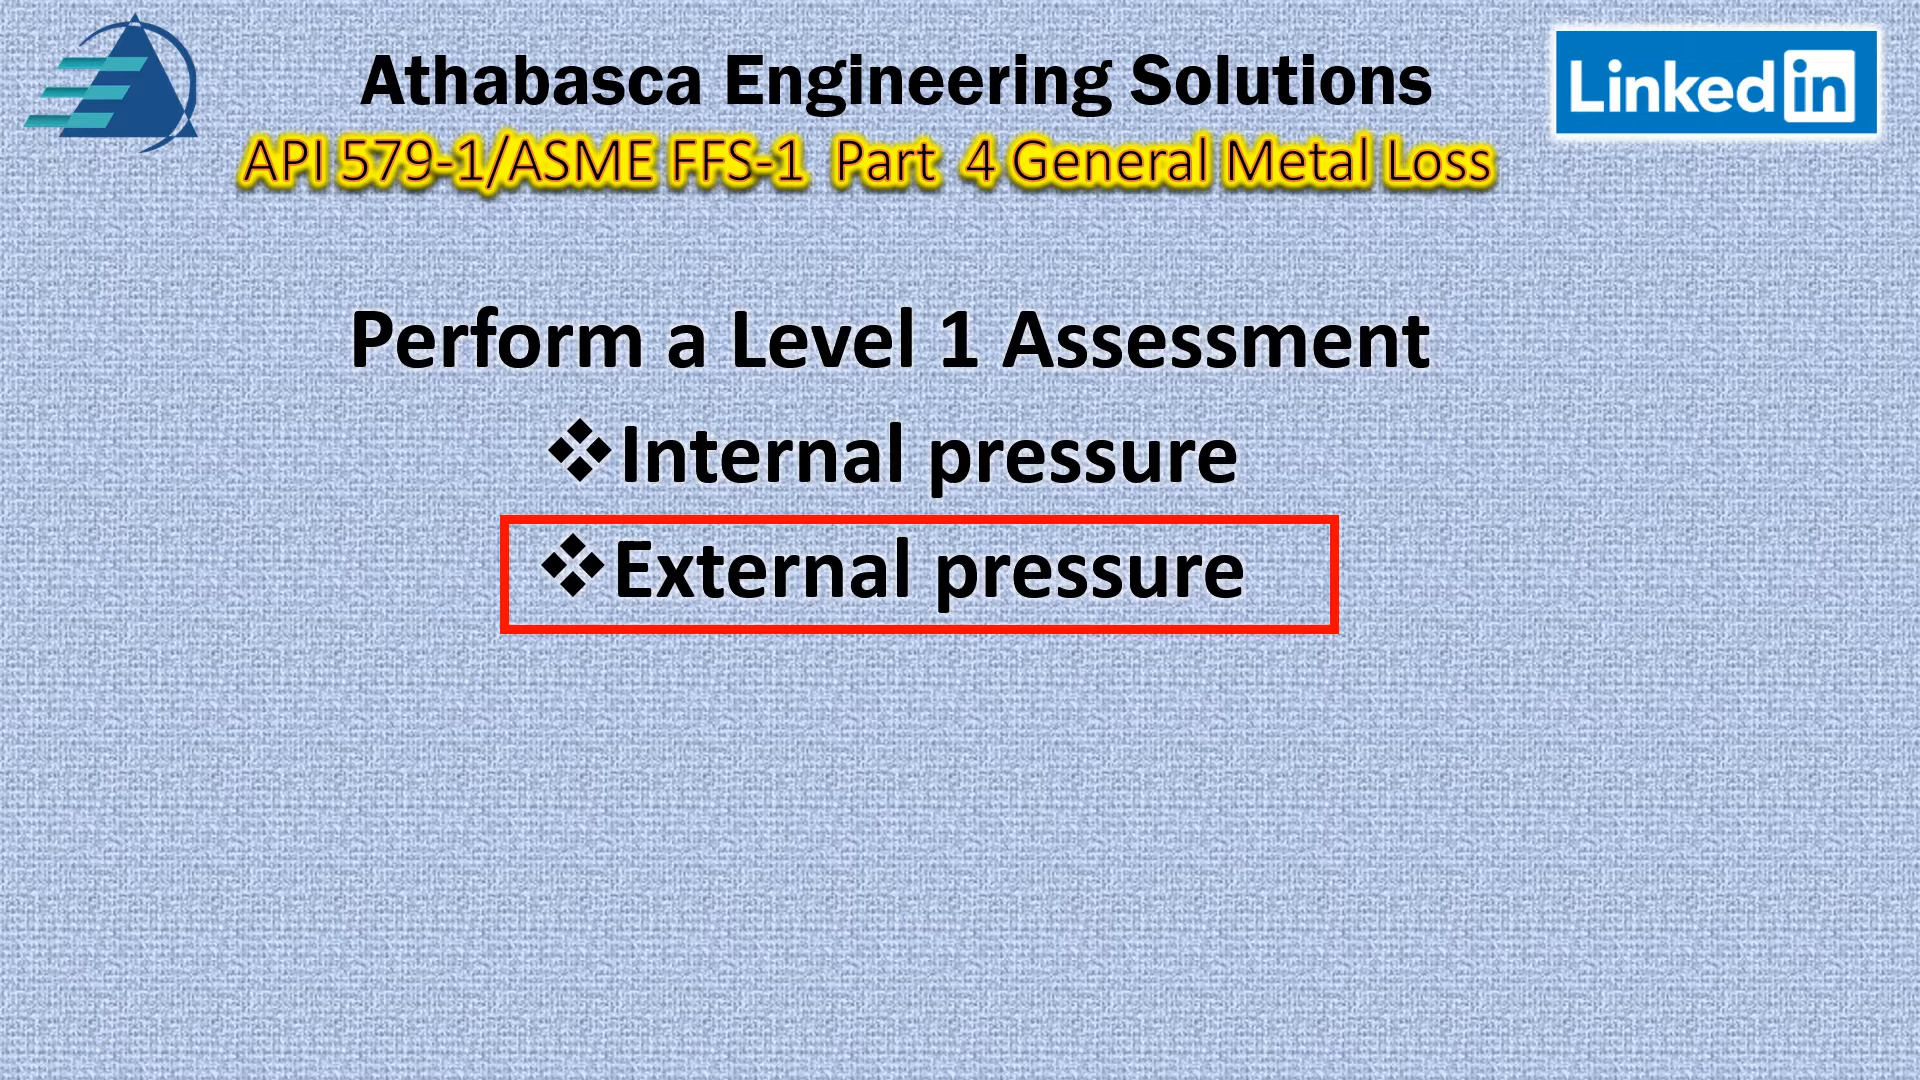 Athabasca Engineering Solutions
LinkedIn
API 579-1/ASME FFS-1 Part 4 General Metal Loss
Perform a Level 1 Assessment
❖Internal pressure
❖External pressure